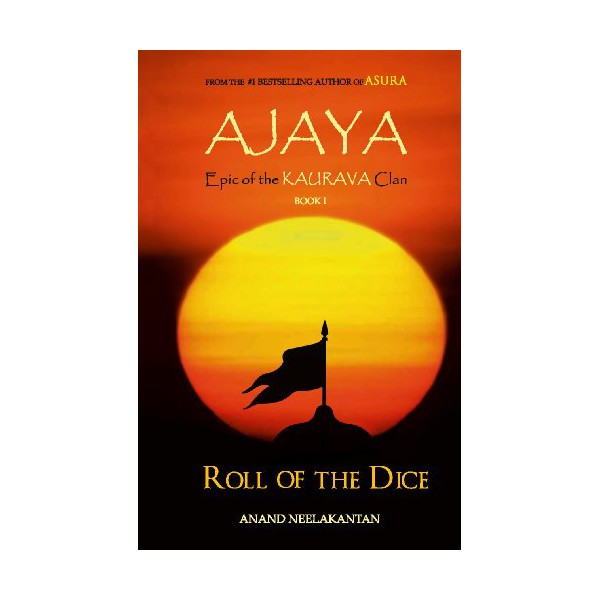 FROM THE #1 BESTSELLING AUTHOR OF ASURA
AJAYA
Epic of the KAURAVA Clan
BOOK I
ROLL OF THE DICE
ANAND NEELAKANTAN